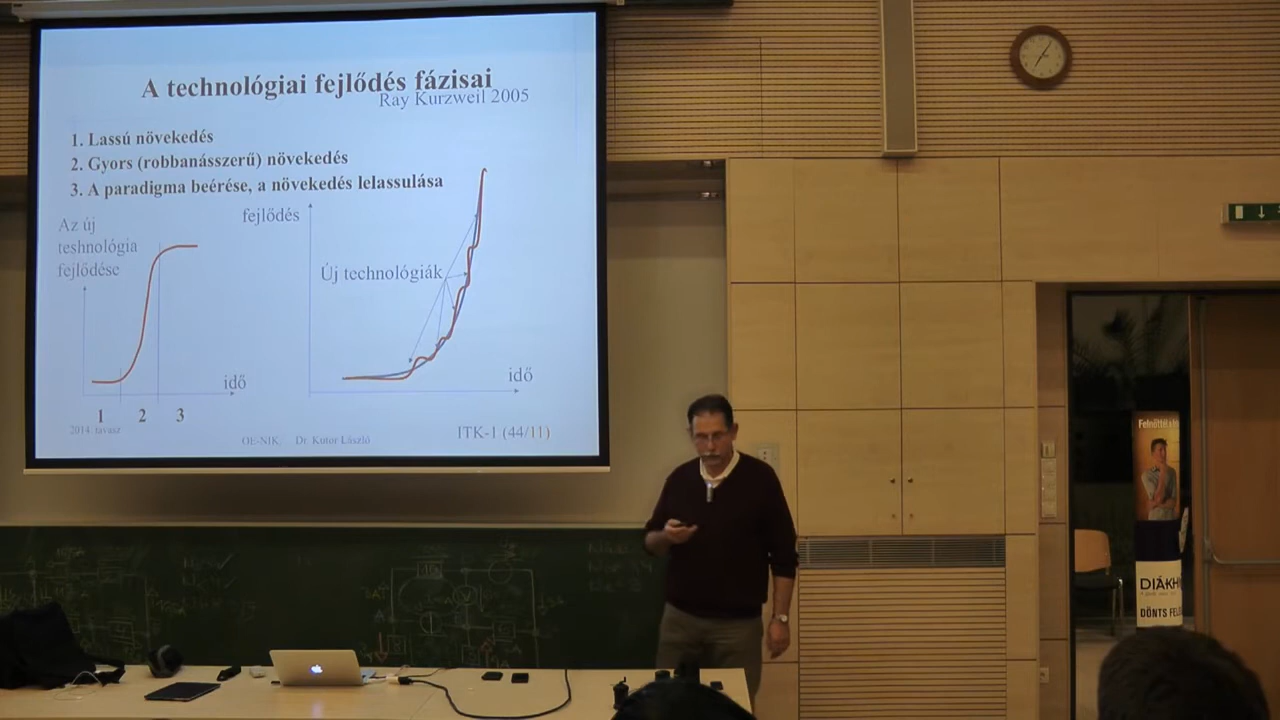 A technológiai fejlődés fázisai
Ray Kurzweil 2005
1. Lassú növekedés
2. Gyors (robbanásszerű) növekedés
3. A paradigma beérése, a növekedés lelassulása
Az új
teshnológia
fejlődése
fejlődés
Új technológiák
idő
idő
1 2 3
2014. tavasz
OE-NIK, Dr. Kutor László
ITK-1 (44/11)
DIÁKH
DÖNTS